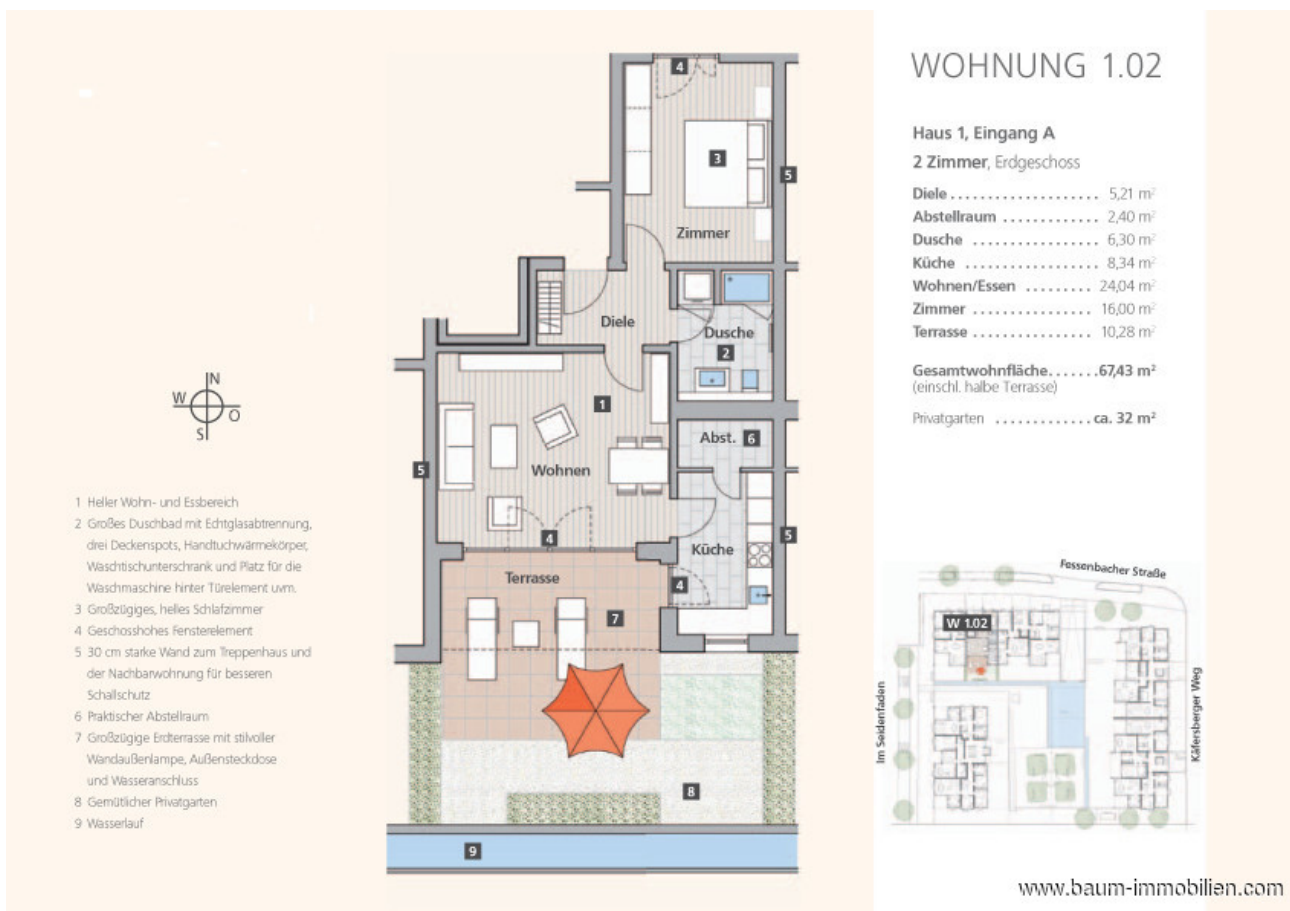 WOHNUNG 1.02
Haus 1, Eingang A
2 Zimmer, Erdgeschoss
Diele .................... 5,21 m²
Abstellraum ............. 2,40 m²
Dusche ................. 6,30 m²
Küche .................. 8,34 m²
Wohnen/Essen ......... 24,04 m²
Zimmer ................. 16,00 m²
Terrasse ................ 10,28 m²
Gesamtwohnfläche.......67,43 m²
(einschl. halbe Terrasse)
Privatgarten ............. ca. 32 m²
4
3
5
Zimmer
Diele
Dusche
2
1
Abst. 6
5
Wohnen
4
5
Küche
4
Terrasse
7
8
9
N
W
O
S
1 Heller Wohn- und Essbereich
2 Großes Duschbad mit Echtglasabtrennung,
drei Deckenspots, Handtuchwärmekörper,
Waschtischunterschrank und Platz für die
Waschmaschine hinter Türelement uvm.
3 Großzügiges, helles Schlafzimmer
4 Geschosshohes Fensterelement
5 30 cm starke Wand zum Treppenhaus und
der Nachbarwohnung für besseren
Schallschutz
6 Praktischer Abstellraum
7 Großzügige Erdterrasse mit stilvoller
Wandaußenlampe, Außensteckdose
und Wasseranschluss
8 Gemütlicher Privatgarten
9 Wasserlauf
Fessenbacher Straße
W 1.02
Im Seidenfaden
Käfersberger Weg
www.baum-immobilien.com